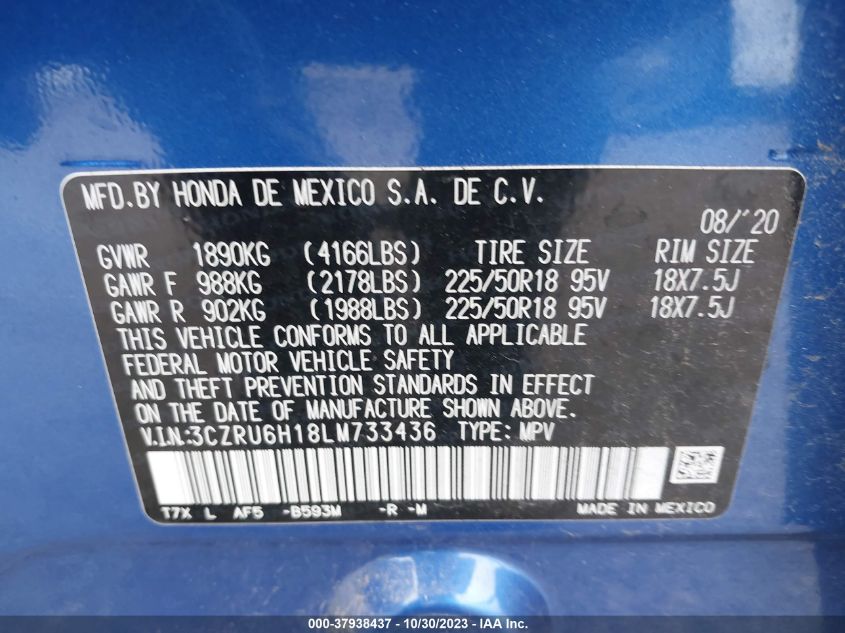 MFD.BY HONDA DE MEXICO S.A. DE C.V.
08/'20
GVWR 1890KG (4166LBS) TIRE SIZE RIM SIZE
GAWR F 988KG (2178LBS) 225/50R18 95V 18X7.5J
GAWR R 902KG (1988LBS) 225/50R18 95V 18X7.5J
THIS VEHICLE CONFORMS TO ALL APPLICABLE
FEDERAL MOTOR VEHICLE SAFETY
AND THEFT PREVENTION STANDARDS IN EFFECT
ON THE DATE OF MANUFACTURE SHOWN ABOVE.
V.I.N.:3CZRU6H18LM733436 TYPE: MPV
T7X L AF5 -B593M -R -M MADE IN MEXICO
000-37938437 - 10/30/2023 - IAA Inc.